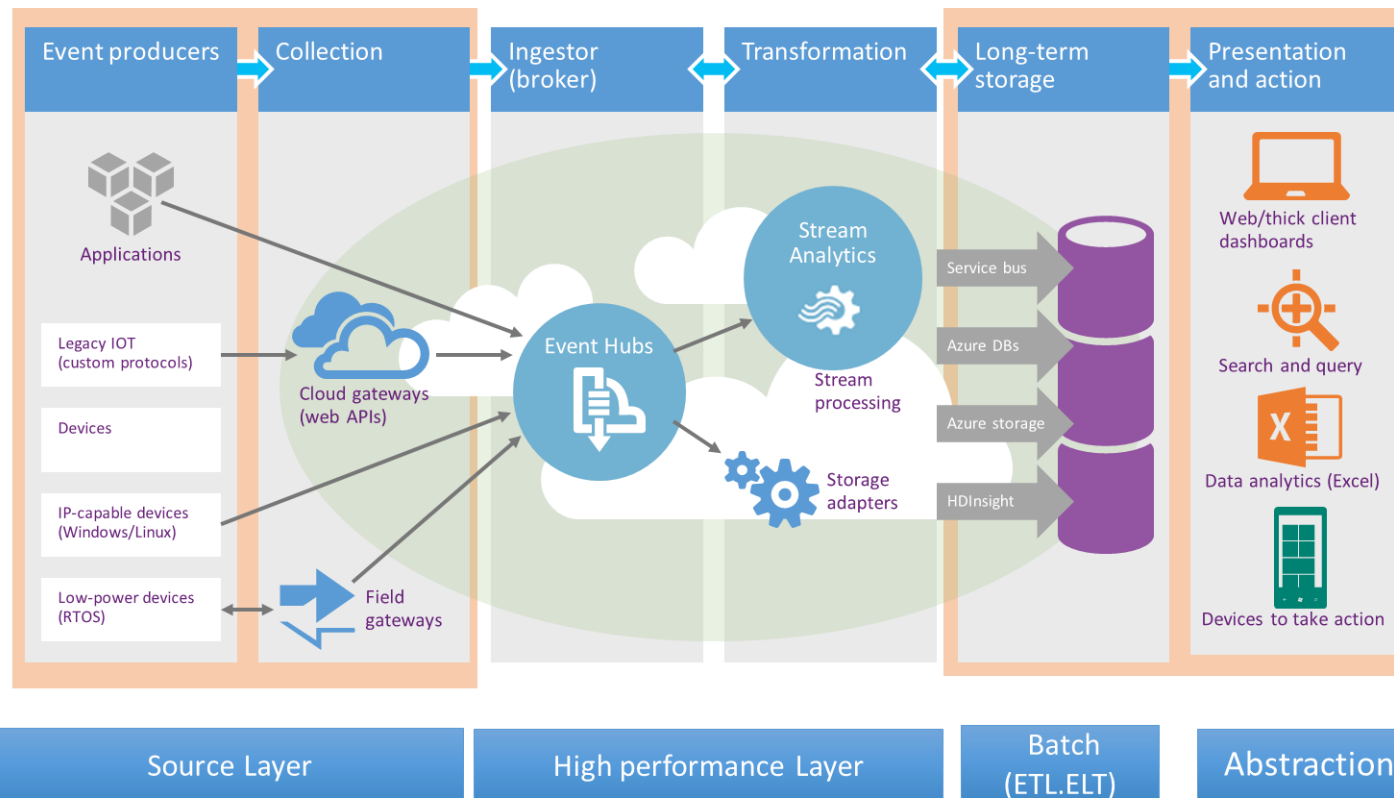 Event producers
Collection
Ingestor
(broker)
Transformation
Long-term
storage
Presentation
and action
Applications
Legacy IOT
(custom protocols)
Devices
IP-capable devices
(Windows/Linux)
Low-power devices
(RTOS)
Cloud gateways
(web APIs)
Field
gateways
Event Hubs
Stream
Analytics
Stream
processing
Storage
adapters
Service bus
Azure DBs
Azure storage
HDInsight
Web/thick client
dashboards
Search and query
X
Data analytics (Excel)
Devices to take action
Source Layer
High performance Layer
Batch
(ETL.ELT)
Abstraction